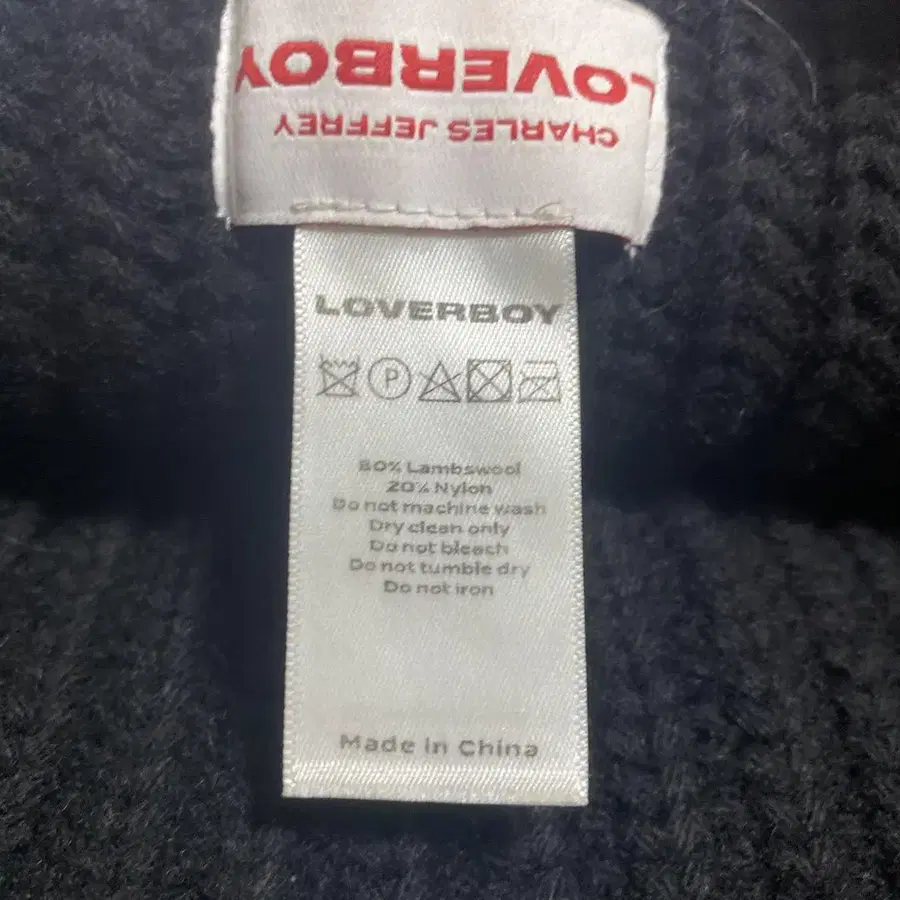 LOVERBOY
CHARLES JEFFREY
LOVERBOY
P
80% Lambswool
20% Nylon
Do not machine wash
Dry clean only
Do not bleach
Do not tumble dry
Do not iron
Made in China